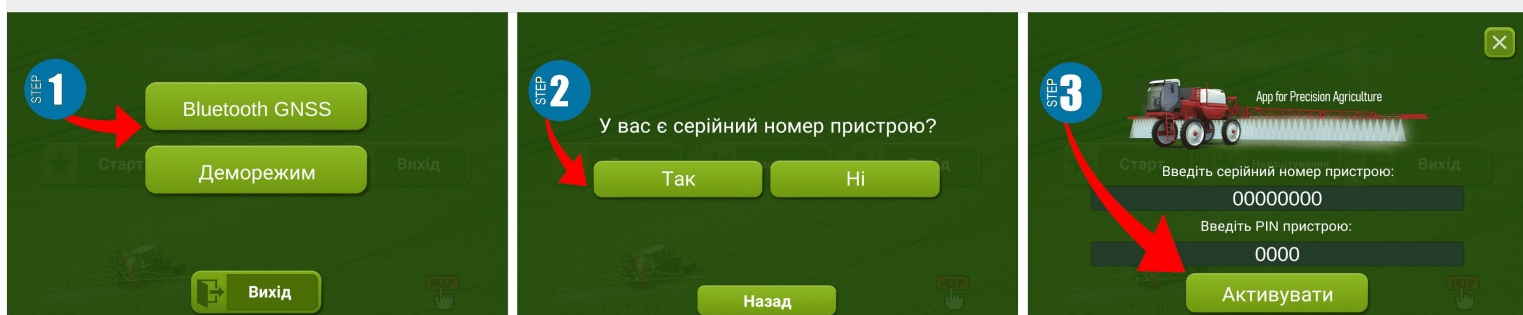 STEP 1
Bluetooth GNSS
Деморежим
Старт
Вихід
Вихід
HELP
STEP 2
У вас є серійний номер пристрою?
Так
Ні
Назад
HELP
STEP 3
App for Precision Agriculture
Старт
Налаштування
Вихід
Введіть серійний номер пристрою:
00000000
Введіть PIN пристрою:
0000
Активувати
HELP